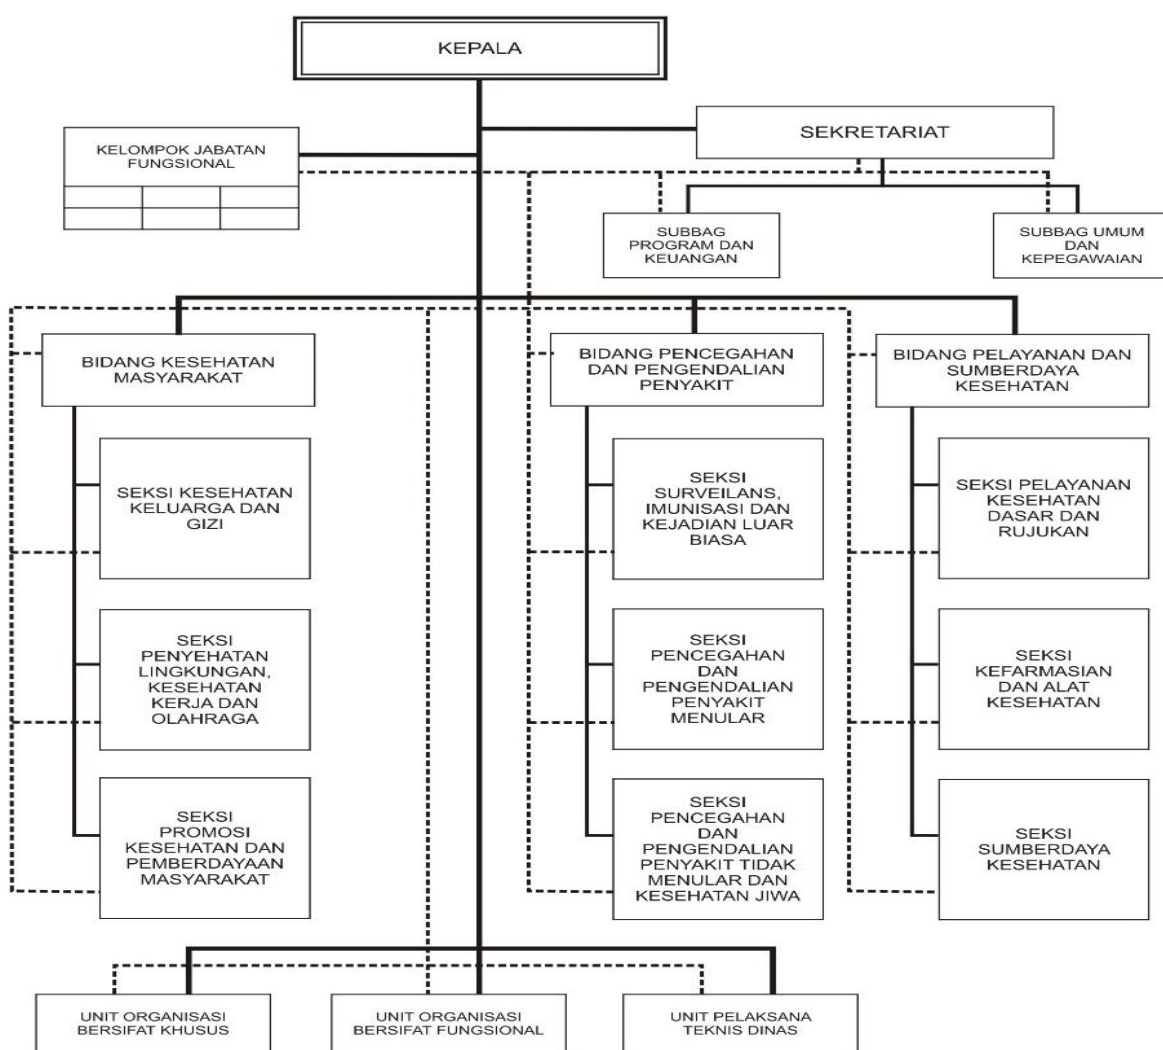 KEPALA
SEKRETARIAT
KELOMPOK JABATAN
FUNGSIONAL
SUBBAG
PROGRAM DAN
KEUANGAN
SUBBAG UMUM
DAN
KEPEGAWAIAN
BIDANG KESEHATAN
MASYARAKAT
BIDANG PENCEGAHAN
DAN PENGENDALIAN
PENYAKIT
BIDANG PELAYANAN DAN
SUMBERDAYA
KESEHATAN
SEKSI KESEHATAN
KELUARGA DAN
GIZI
SEKSI
SURVEILANS,
IMUNISASI DAN
KEJADIAN LUAR
BIASA
SEKSI PELAYANAN
KESEHATAN
DASAR DAN
RUJUKAN
SEKSI
PENYEHATAN
LINGKUNGAN,
KESEHATAN
KERJA DAN
OLAHRAGA
SEKSI
PENCEGAHAN
DAN
PENGENDALIAN
PENYAKIT
MENULAR
SEKSI
KEFARMASIAN
DAN ALAT
KESEHATAN
SEKSI
PROMOSI
KESEHATAN DAN
PEMBERDAYAAN
MASYARAKAT
SEKSI
PENCEGAHAN
DAN
PENGENDALIAN
PENYAKIT TIDAK
MENULAR DAN
KESEHATAN JIWA
SEKSI
SUMBERDAYA
KESEHATAN
UNIT ORGANISASI
BERSIFAT KHUSUS
UNIT ORGANISASI
BERSIFAT FUNGSIONAL
UNIT PELAKSANA
TEKNIS DINAS